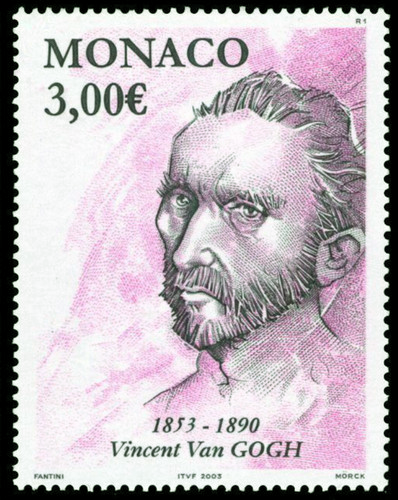 R1
MONACO
3,00€
1853 - 1890
Vincent Van GOGH
FANTINI ITVF 2003 MÖRCK